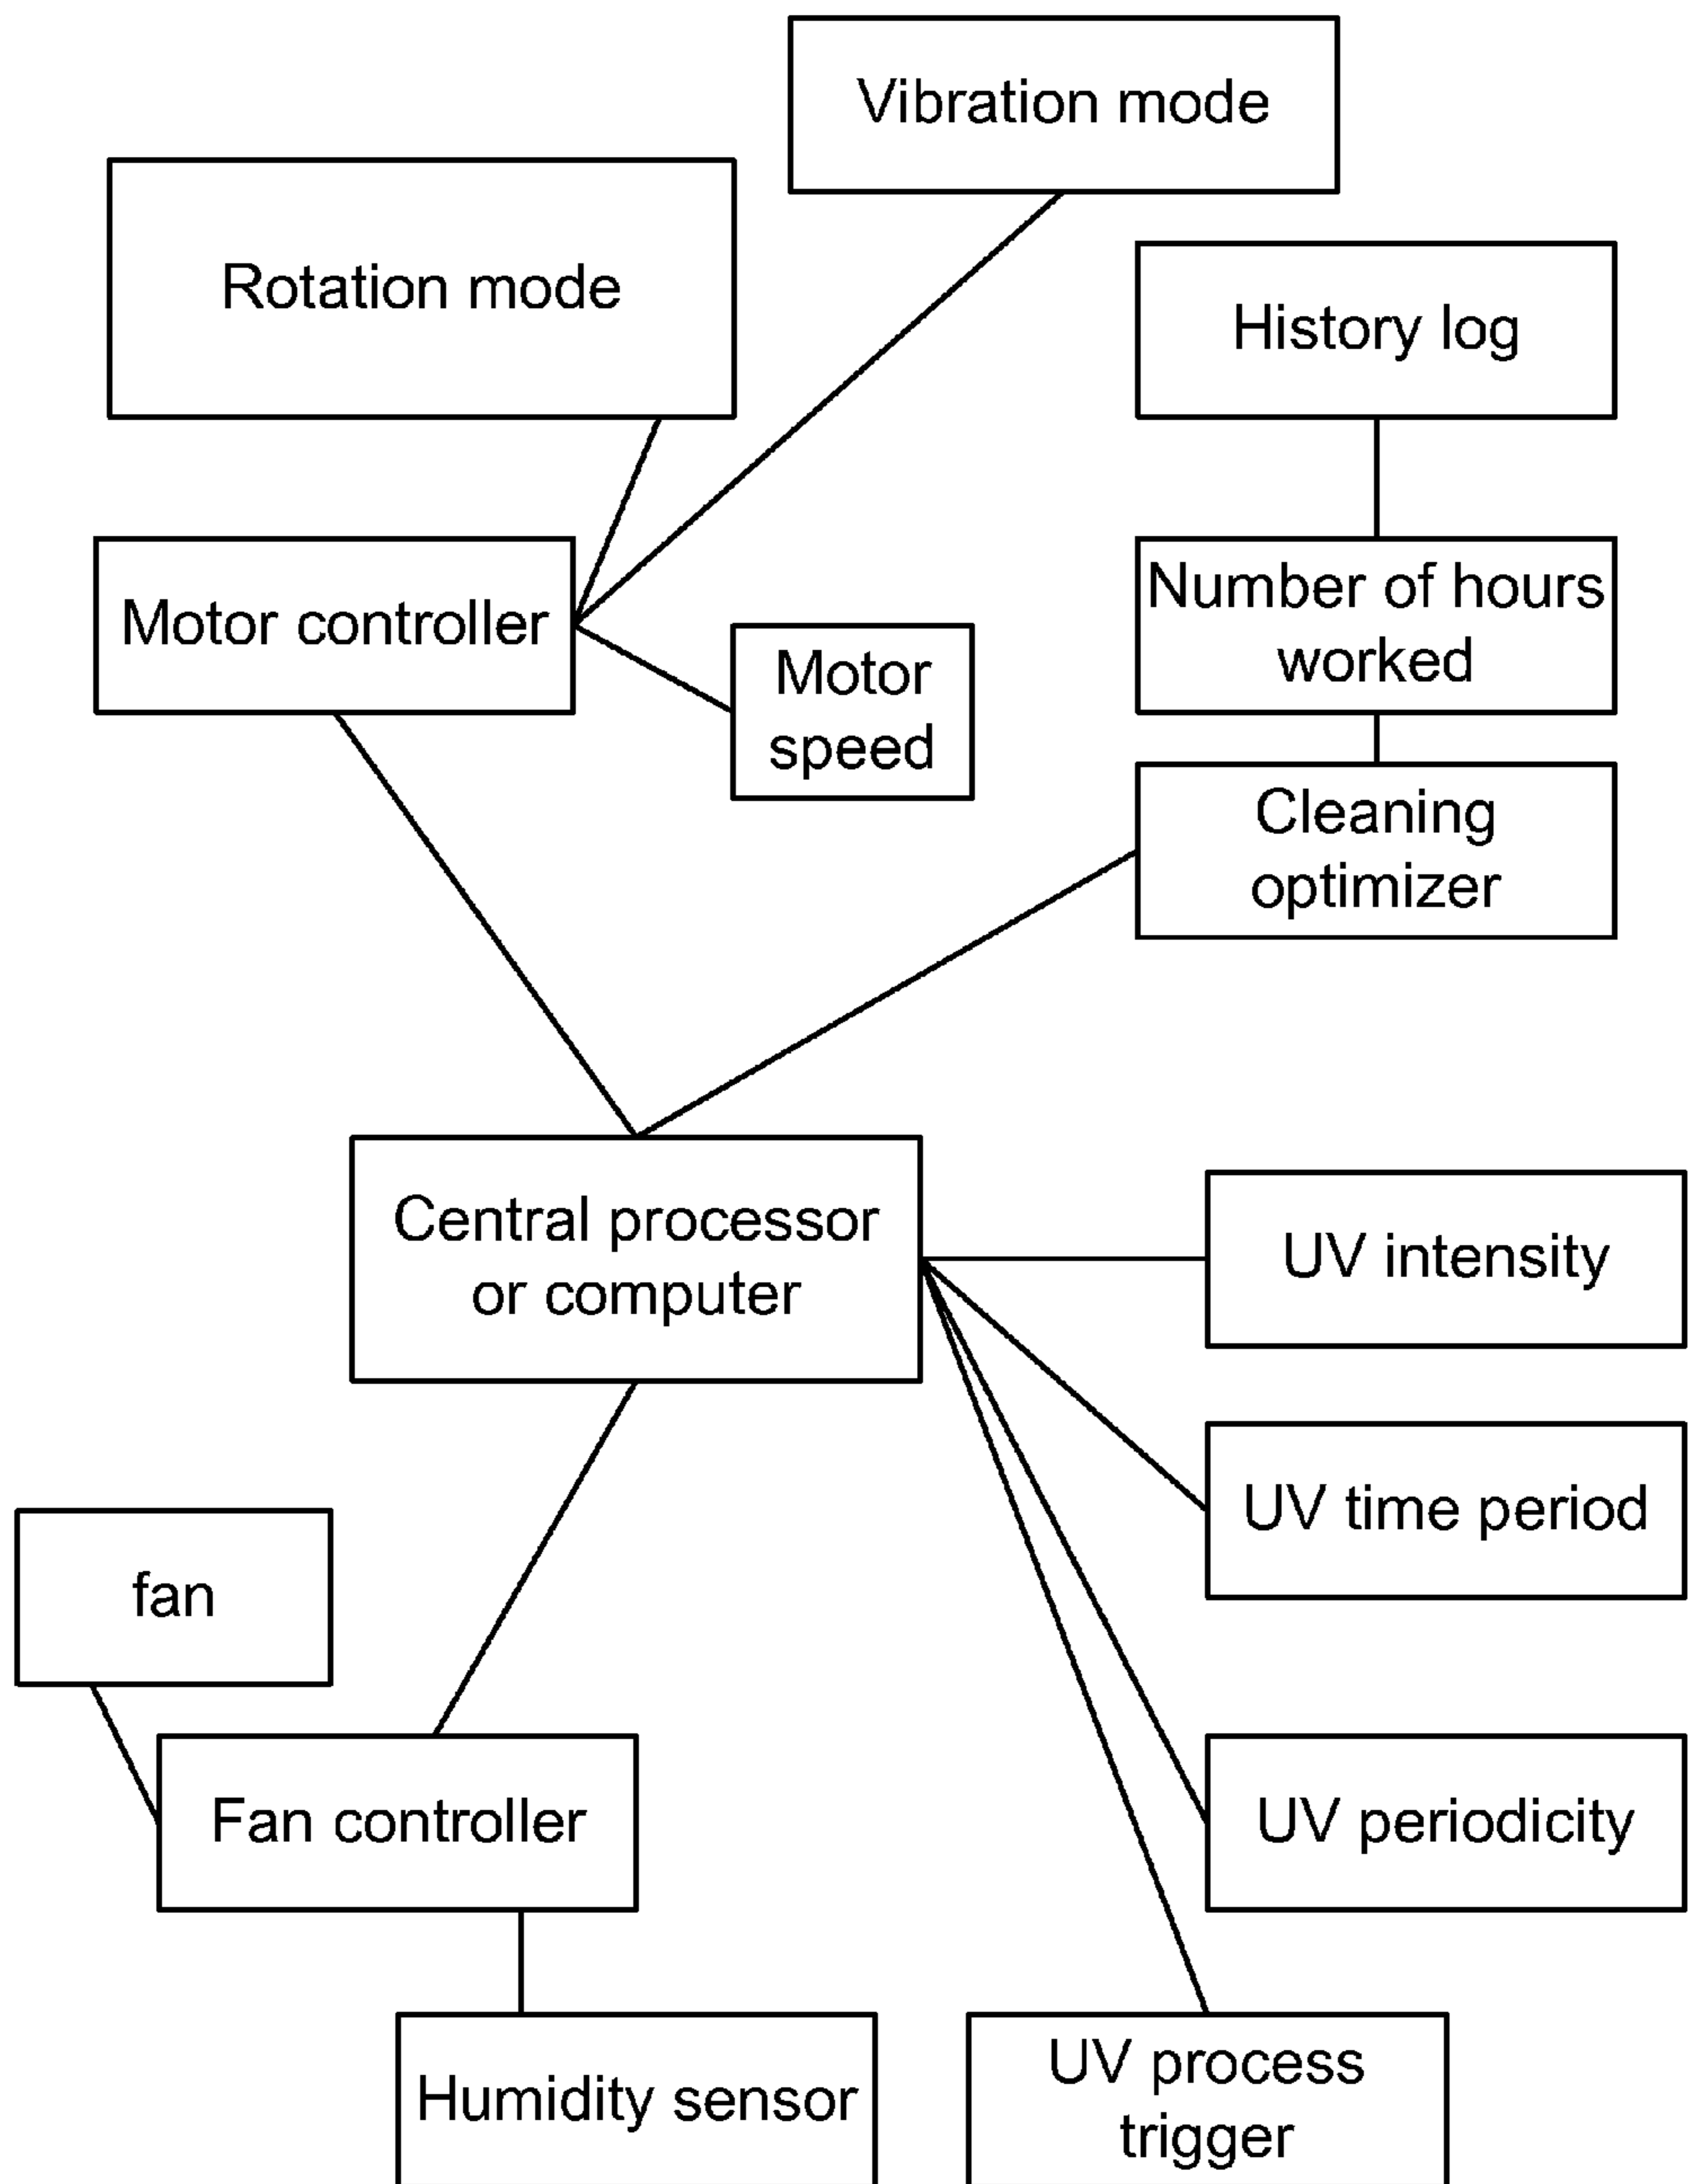 Vibration mode
Rotation mode
History log
Motor controller
Number of hours
worked
Motor
speed
Cleaning
optimizer
Central processor
or computer
UV intensity
UV time period
fan
Fan controller
UV periodicity
Humidity sensor
UV process
trigger